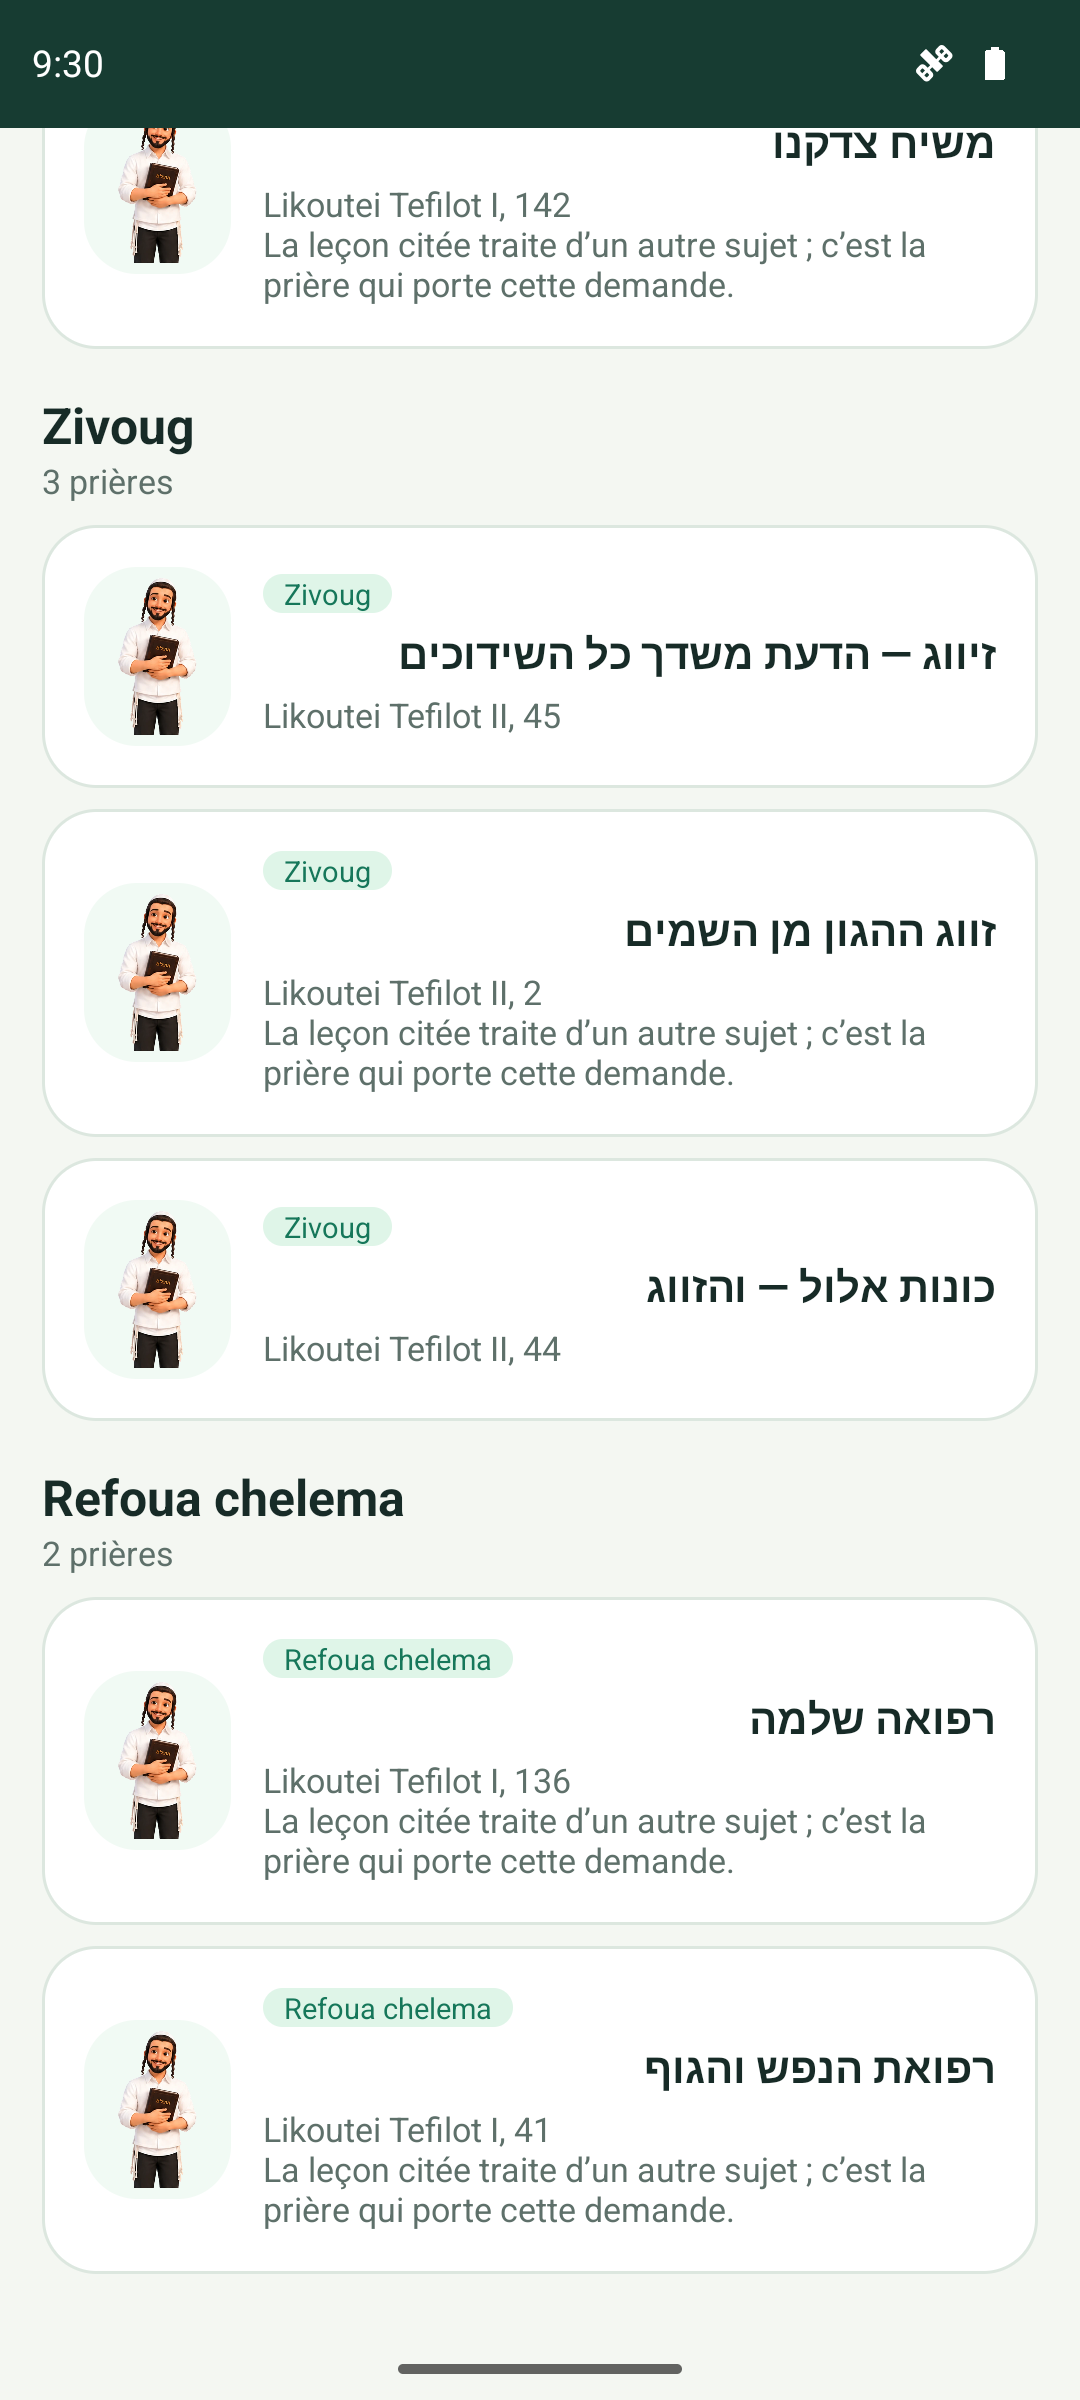 9:30
משיח צדקנו
Likoutei Tefilot I, 142
La leçon citée traite d’un autre sujet ; c’est la
prière qui porte cette demande.
Zivoug
3 prières
Zivoug
זיווג – הדעת משדך כל השידוכים
Likoutei Tefilot II, 45
Zivoug
זווג ההגון מן השמים
Likoutei Tefilot II, 2
La leçon citée traite d’un autre sujet ; c’est la
prière qui porte cette demande.
Zivoug
כונות אלול – והזווג
Likoutei Tefilot II, 44
Refoua chelema
2 prières
Refoua chelema
רפואה שלמה
Likoutei Tefilot I, 136
La leçon citée traite d’un autre sujet ; c’est la
prière qui porte cette demande.
Refoua chelema
רפואת הנפש והגוף
Likoutei Tefilot I, 41
La leçon citée traite d’un autre sujet ; c’est la
prière qui porte cette demande.